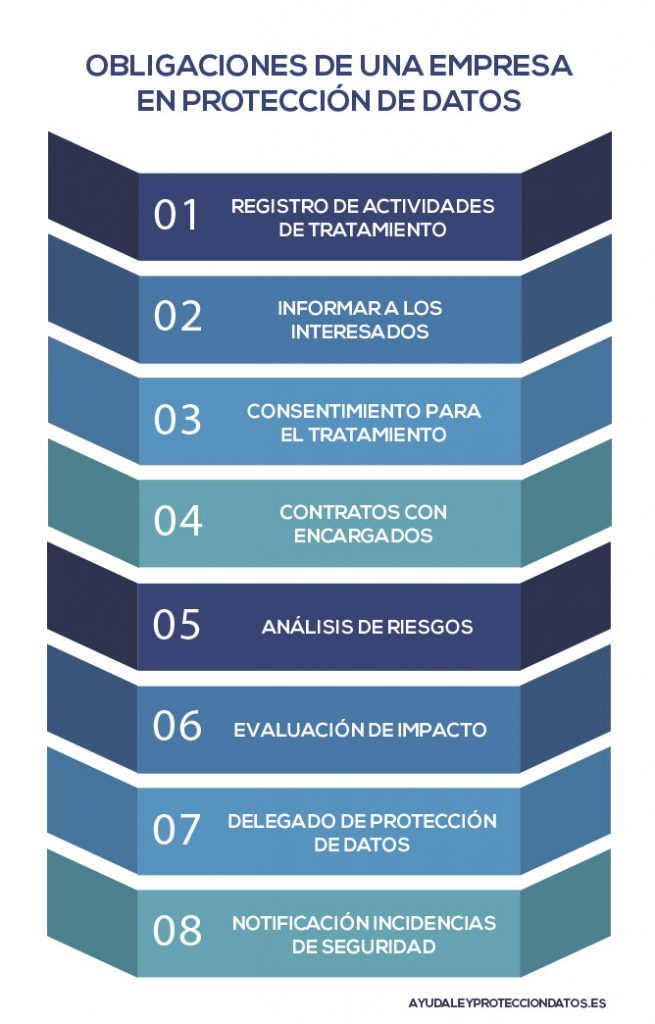 OBLIGACIONES DE UNA EMPRESA
EN PROTECCIÓN DE DATOS
01
REGISTRO DE ACTIVIDADES
DE TRATAMIENTO
02
INFORMAR A LOS
INTERESADOS
03
CONSENTIMIENTO PARA
EL TRATAMIENTO
04
CONTRATOS CON
ENCARGADOS
05
ANÁLISIS DE RIESGOS
06
EVALUACIÓN DE IMPACTO
07
DELEGADO DE PROTECCIÓN
DE DATOS
08
NOTIFICACIÓN INCIDENCIAS
DE SEGURIDAD
AYUDALEYPROTECCIONDATOS.ES